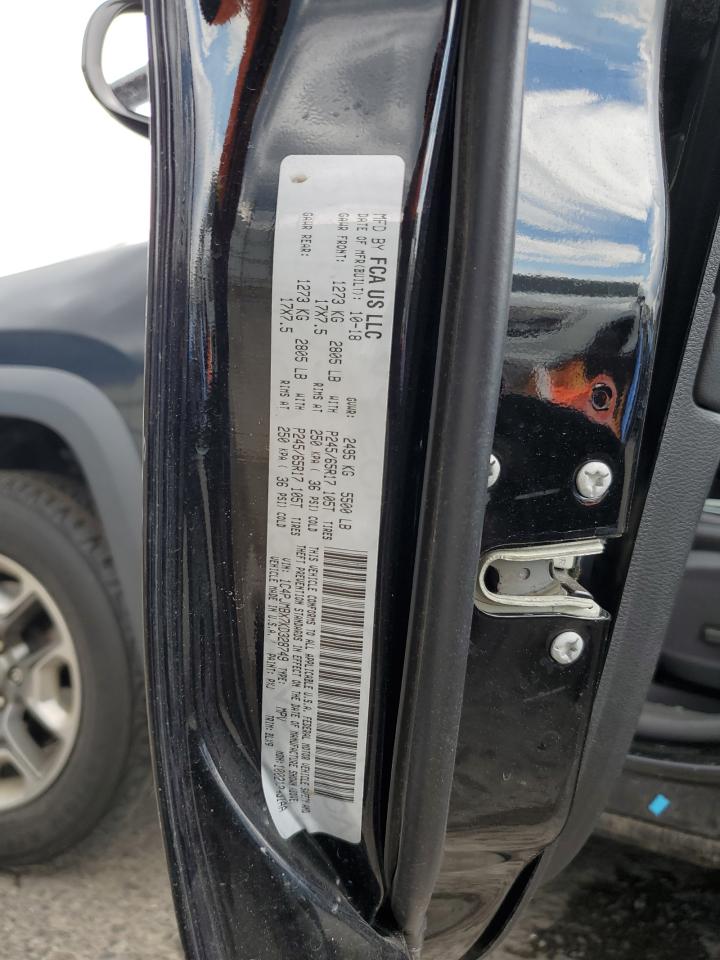 MFD BY FCA US LLC
DATE OF MFR(BUILT): 10-18 GVWR: 2495 KG 5500 LB
GAWR FRONT: 1273 KG 2805 LB WITH P245/65R17 105T TIRES
17X7.5 RIMS AT 250 KPA ( 36 PSI) COLD
GAWR REAR: 1273 KG 2805 LB WITH P245/65R17 105T TIRES
17X7.5 RIMS AT 250 KPA ( 36 PSI) COLD
THIS VEHICLE CONFORMS TO ALL APPLICABLE U.S.A. FEDERAL MOTOR VEHICLE SAFETY AND
THEFT PREVENTION STANDARDS IN EFFECT ON THE DATE OF MANUFACTURE SHOWN ABOVE.
VIN: TYPE: MPV
VEHICLE MADE IN U.S.A. PAINT: TRIM: